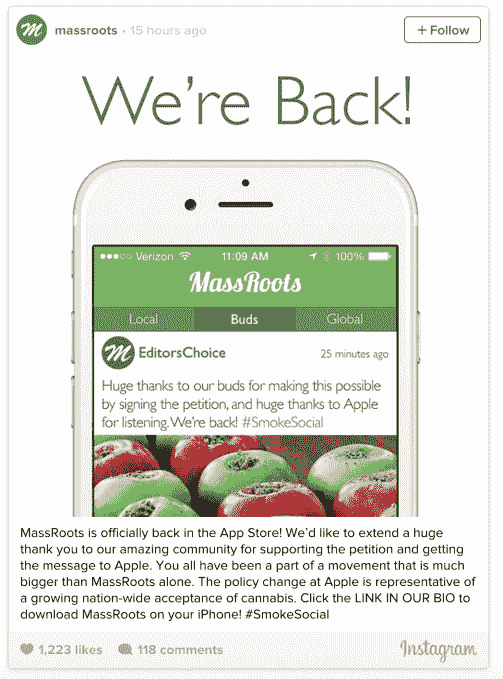 massroots · 15 hours ago
+ Follow
We're Back!
Verizon 11:09 AM 100%
MassRoots
Local Buds Global
EditorsChoice 25 minutes ago
Huge thanks to our buds for making this possible
by signing the petition, and huge thanks to Apple
for listening. We're back! #SmokeSocial
MassRoots is officially back in the App Store! We'd like to extend a huge
thank you to our amazing community for supporting the petition and getting
the message to Apple. You all have been a part of a movement that is much
bigger than MassRoots alone. The policy change at Apple is representative of
a growing nation-wide acceptance of cannabis. Click the LINK IN OUR BIO to
download MassRoots on your iPhone! #SmokeSocial
1,223 likes 118 comments Instagram